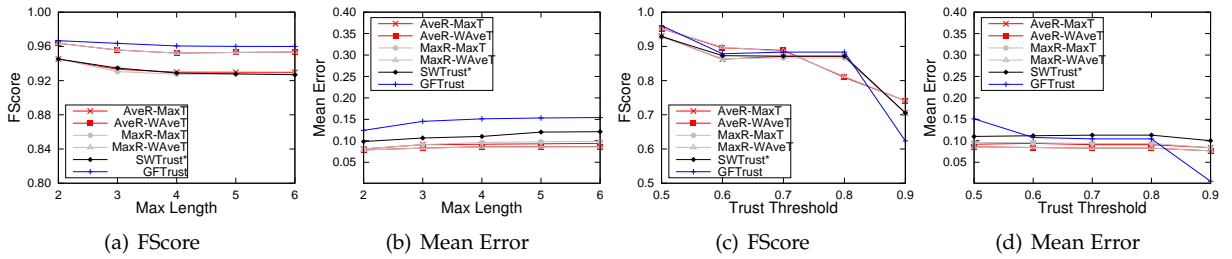 FScore
1.00
0.96
0.92
0.88
0.84
0.80
2 3 4 5 6
Max Length
AveR-MaxT
AveR-WAveT
MaxR-MaxT
MaxR-WAveT
SWTrust*
GFTrust
(a) FScore
Mean Error
0.40
0.35
0.30
0.25
0.20
0.15
0.10
0.05
2 3 4 5 6
Max Length
AveR-MaxT
AveR-WAveT
MaxR-MaxT
MaxR-WAveT
SWTrust*
GFTrust
(b) Mean Error
FScore
1.0
0.9
0.8
0.7
0.6
0.5
0.5 0.6 0.7 0.8 0.9
Trust Threshold
AveR-MaxT
AveR-WAveT
MaxR-MaxT
MaxR-WAveT
SWTrust*
GFTrust
(c) FScore
Mean Error
0.40
0.35
0.30
0.25
0.20
0.15
0.10
0.05
0.5 0.6 0.7 0.8 0.9
Trust Threshold
AveR-MaxT
AveR-WAveT
MaxR-MaxT
MaxR-WAveT
SWTrust*
GFTrust
(d) Mean Error